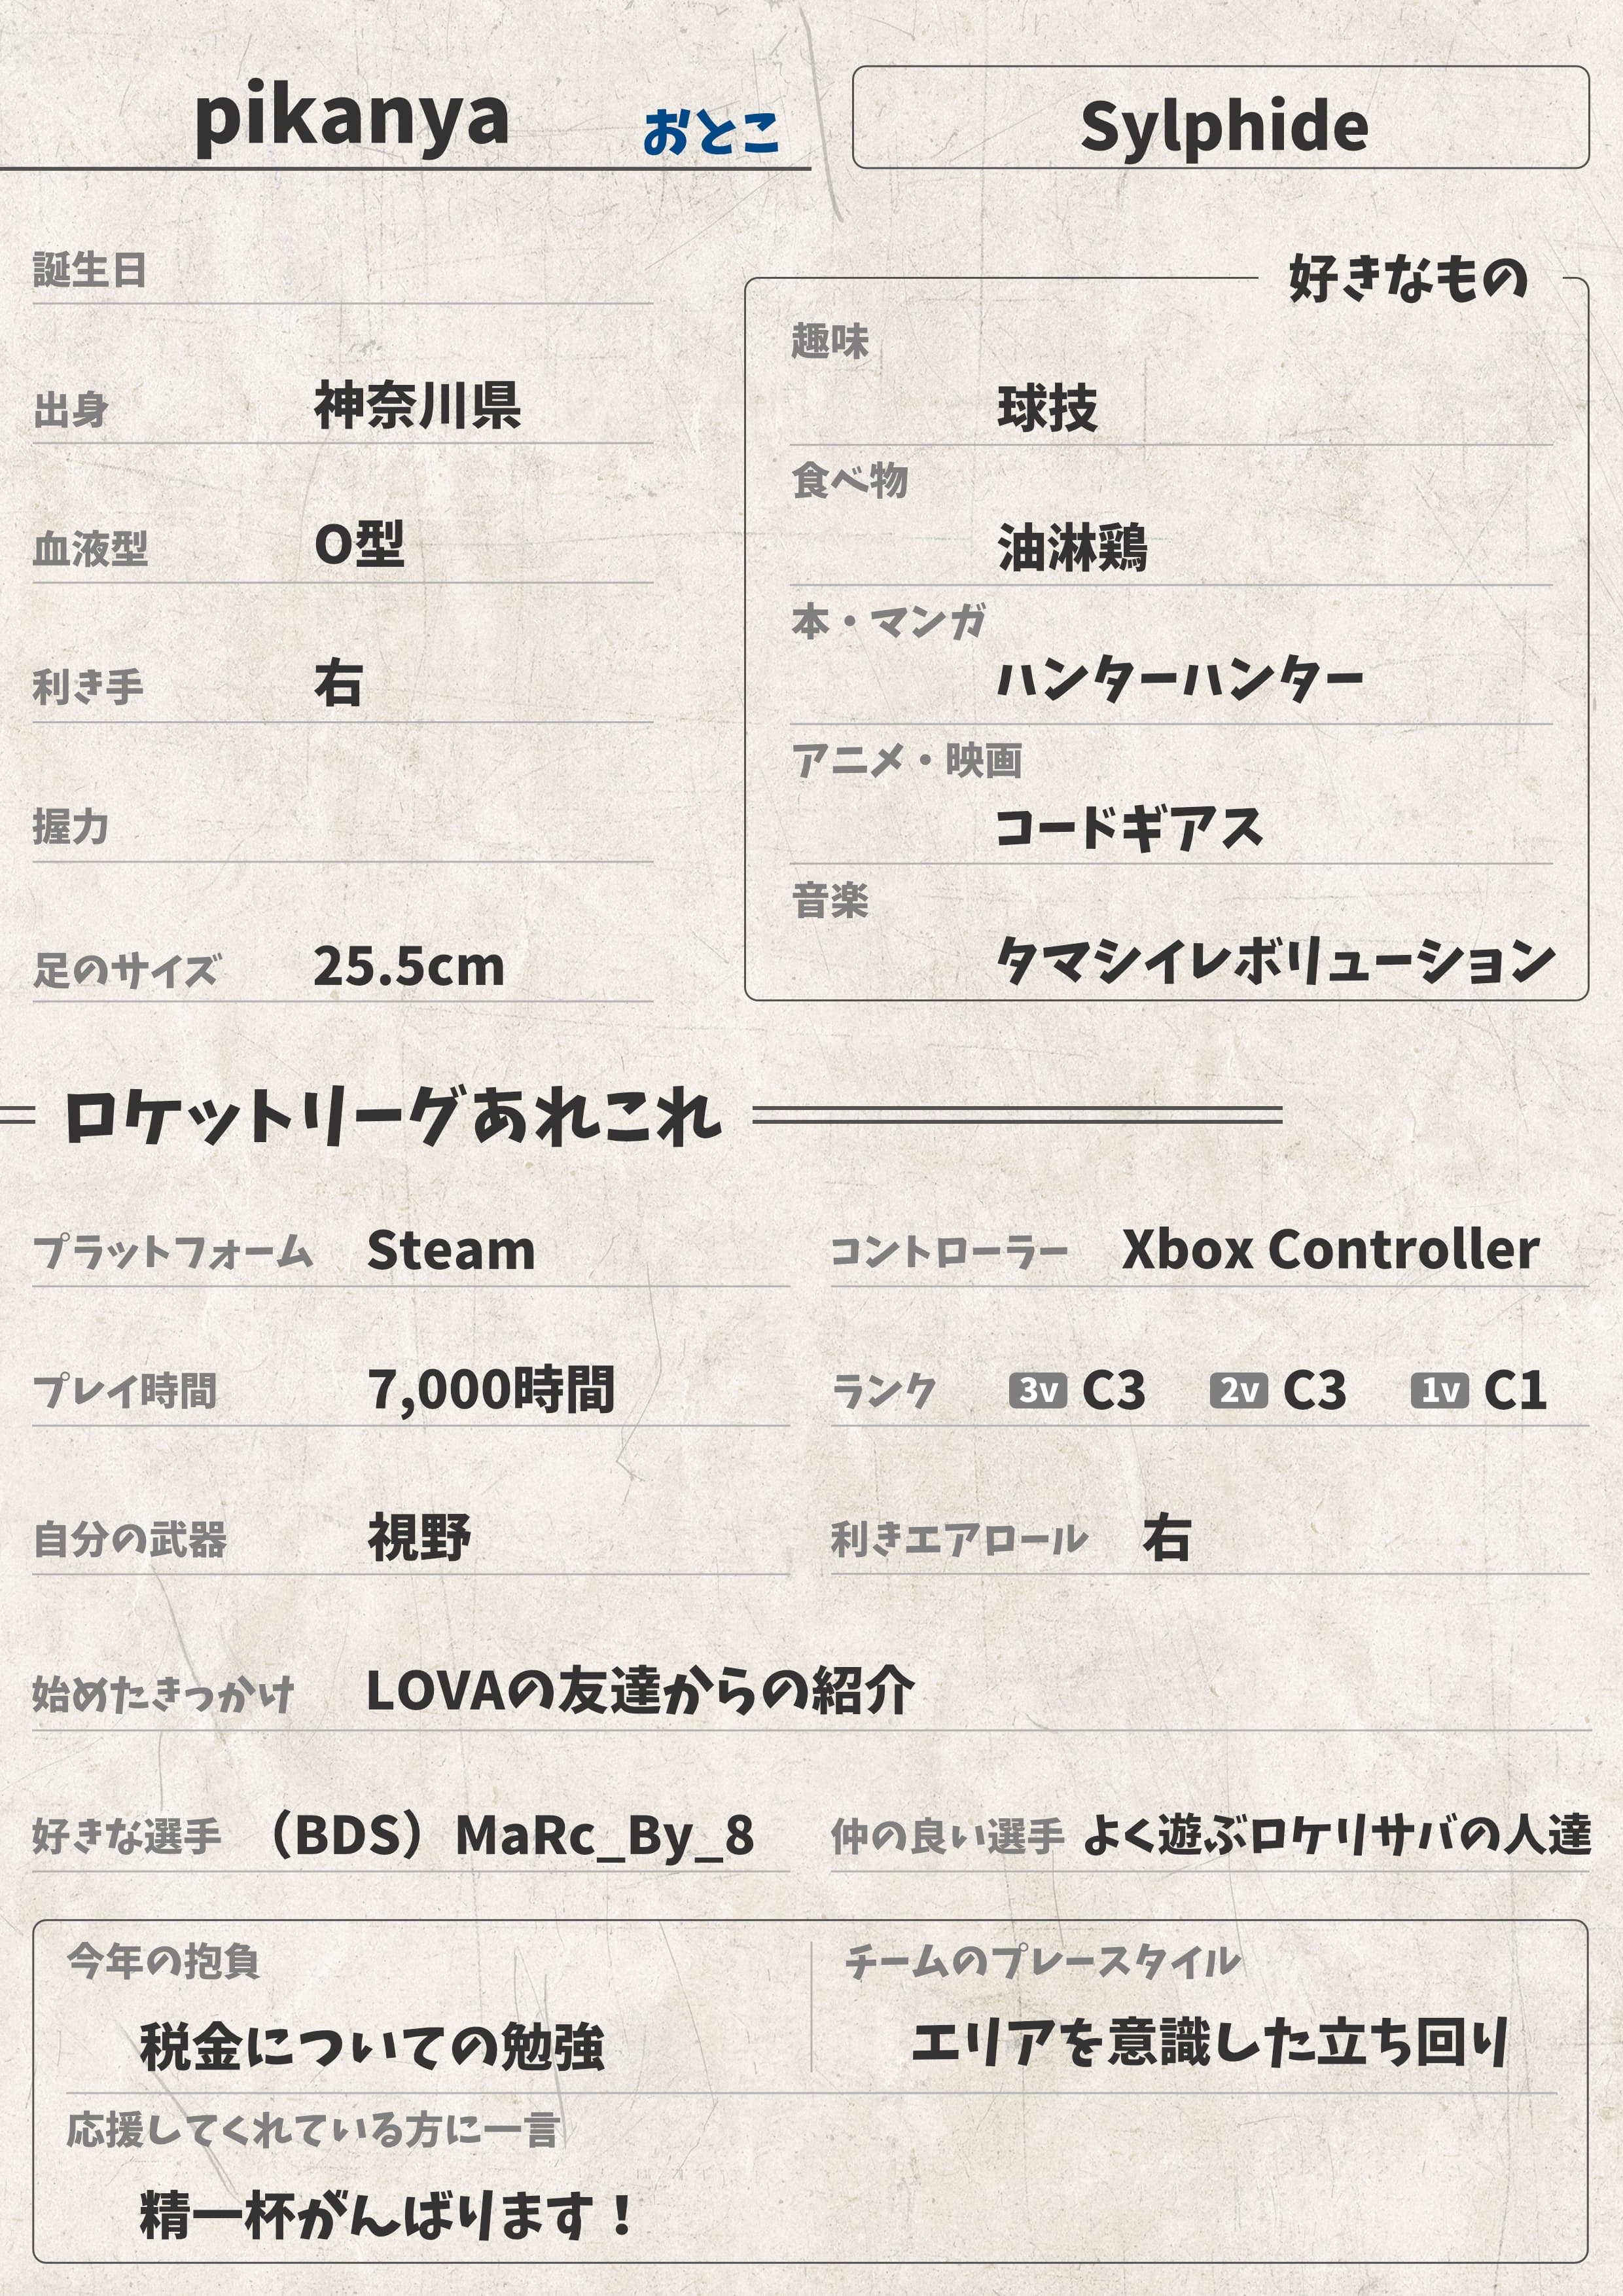 pikanya おとこ
Sylphide
誕生日
出身 神奈川県
血液型 O型
利き手 右
握力
足のサイズ 25.5cm
好きなもの
趣味
球技
食べ物
油淋鶏
本・マンガ
ハンターハンター
アニメ・映画
コードギアス
音楽
タマシイレボリューション
ロケットリーグあれこれ
プラットフォーム Steam
コントローラー Xbox Controller
プレイ時間 7,000時間
ランク 3v C3 2v C3 1v C1
自分の武器 視野
利きエアロール 右
始めたきっかけ LOVAの友達からの紹介
好きな選手 （BDS）MaRc_By_8
仲の良い選手 よく遊ぶロケリサバの人達
今年の抱負
税金についての勉強
チームのプレースタイル
エリアを意識した立ち回り
応援してくれている方に一言
精一杯がんばります！